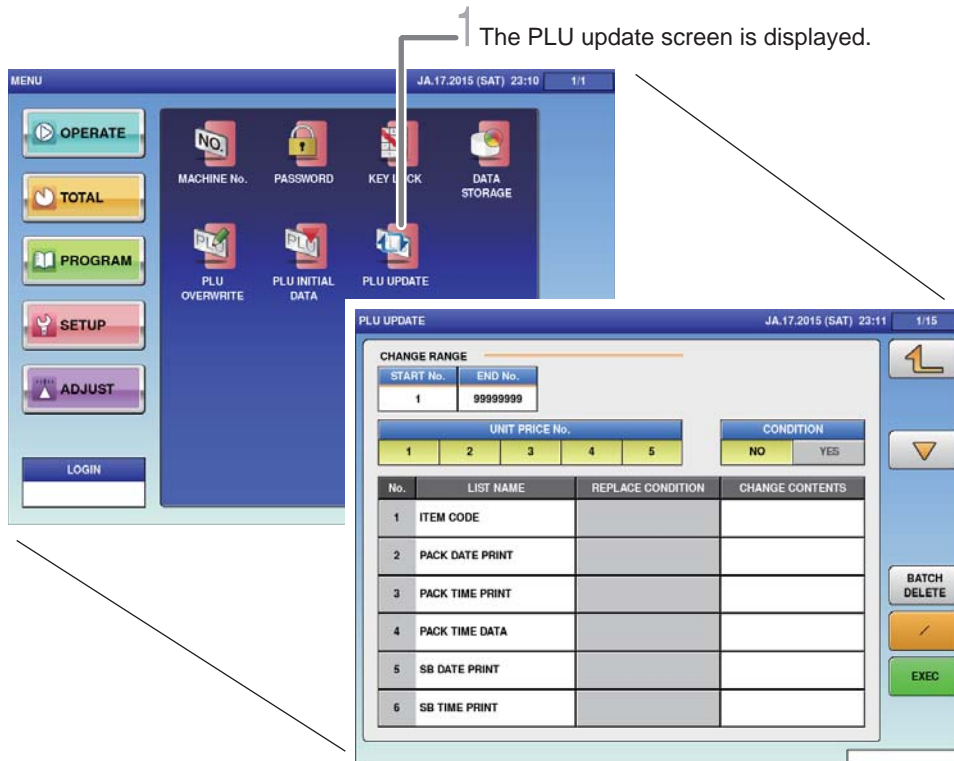 1 The PLU update screen is displayed.
MENU JA.17.2015 (SAT) 23:10 1/1
OPERATE
TOTAL
PROGRAM
SETUP
ADJUST
LOGIN
NO.
MACHINE No. PASSWORD KEY LOCK DATA
STORAGE
PLU PLU
PLU PLU INITIAL PLU UPDATE
OVERWRITE DATA
PLU UPDATE JA.17.2015 (SAT) 23:11 1/15
CHANGE RANGE
START No. END No.
1 99999999
UNIT PRICE No. CONDITION
1 2 3 4 5 NO YES
No. LIST NAME REPLACE CONDITION CHANGE CONTENTS
1 ITEM CODE
2 PACK DATE PRINT
3 PACK TIME PRINT
4 PACK TIME DATA
5 SB DATE PRINT
6 SB TIME PRINT
BATCH
DELETE
/
EXEC